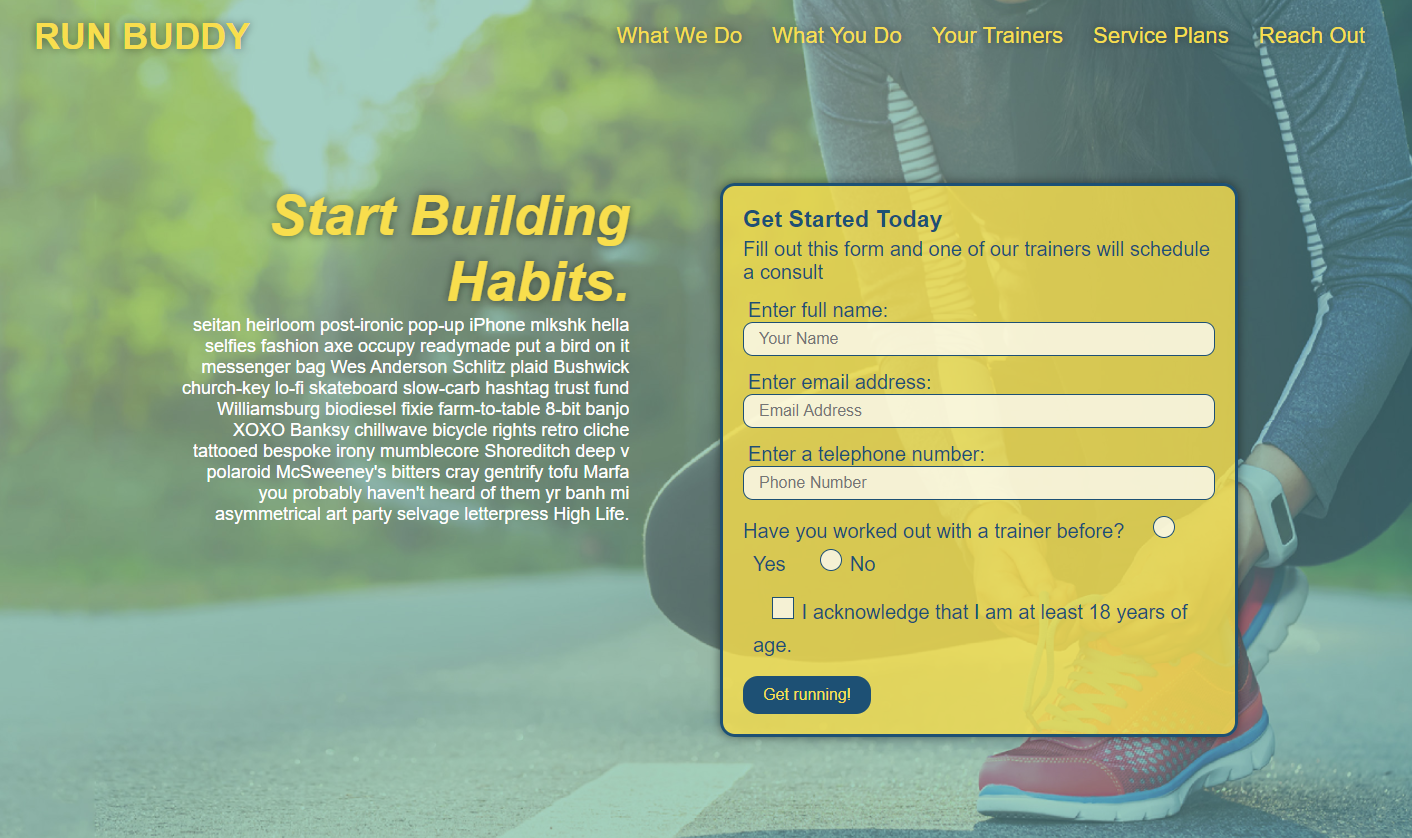 RUN BUDDY
What We Do
What You Do
Your Trainers
Service Plans
Reach Out
Start Building
Habits.
seitan heirloom post-ironic pop-up iPhone mlkshk hella
selfies fashion axe occupy readymade put a bird on it
messenger bag Wes Anderson Schlitz plaid Bushwick
church-key lo-fi skateboard slow-carb hashtag trust fund
Williamsburg biodiesel fixie farm-to-table 8-bit banjo
XOXO Banksy chillwave bicycle rights retro cliche
tattooed bespoke irony mumblecore Shoreditch deep v
polaroid McSweeney's bitters cray gentrify tofu Marfa
you probably haven't heard of them yr banh mi
asymmetrical art party selvage letterpress High Life.
Get Started Today
Fill out this form and one of our trainers will schedule
a consult
Enter full name:
Your Name
Enter email address:
Email Address
Enter a telephone number:
Phone Number
Have you worked out with a trainer before?
Yes
No
I acknowledge that I am at least 18 years of
age.
Get running!